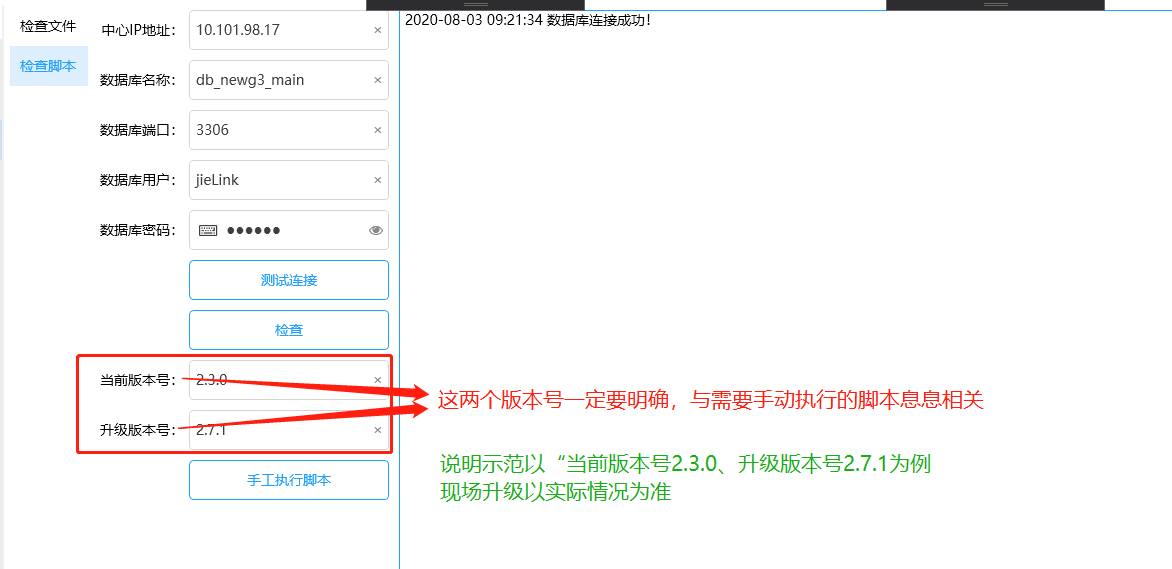 检查文件
检查脚本
中心IP地址：
10.101.98.17
数据库名称：
db_newg3_main
数据库端口：
3306
数据库用户：
jieLink
数据库密码：
●●●●●●
测试连接
检查
当前版本号：
2.3.0
升级版本号：
2.7.1
手工执行脚本
2020-08-03 09:21:34 数据库连接成功！
这两个版本号一定要明确，与需要手动执行的脚本息息相关
说明示范以“当前版本号2.3.0、升级版本号2.7.1为例
现场升级以实际情况为准